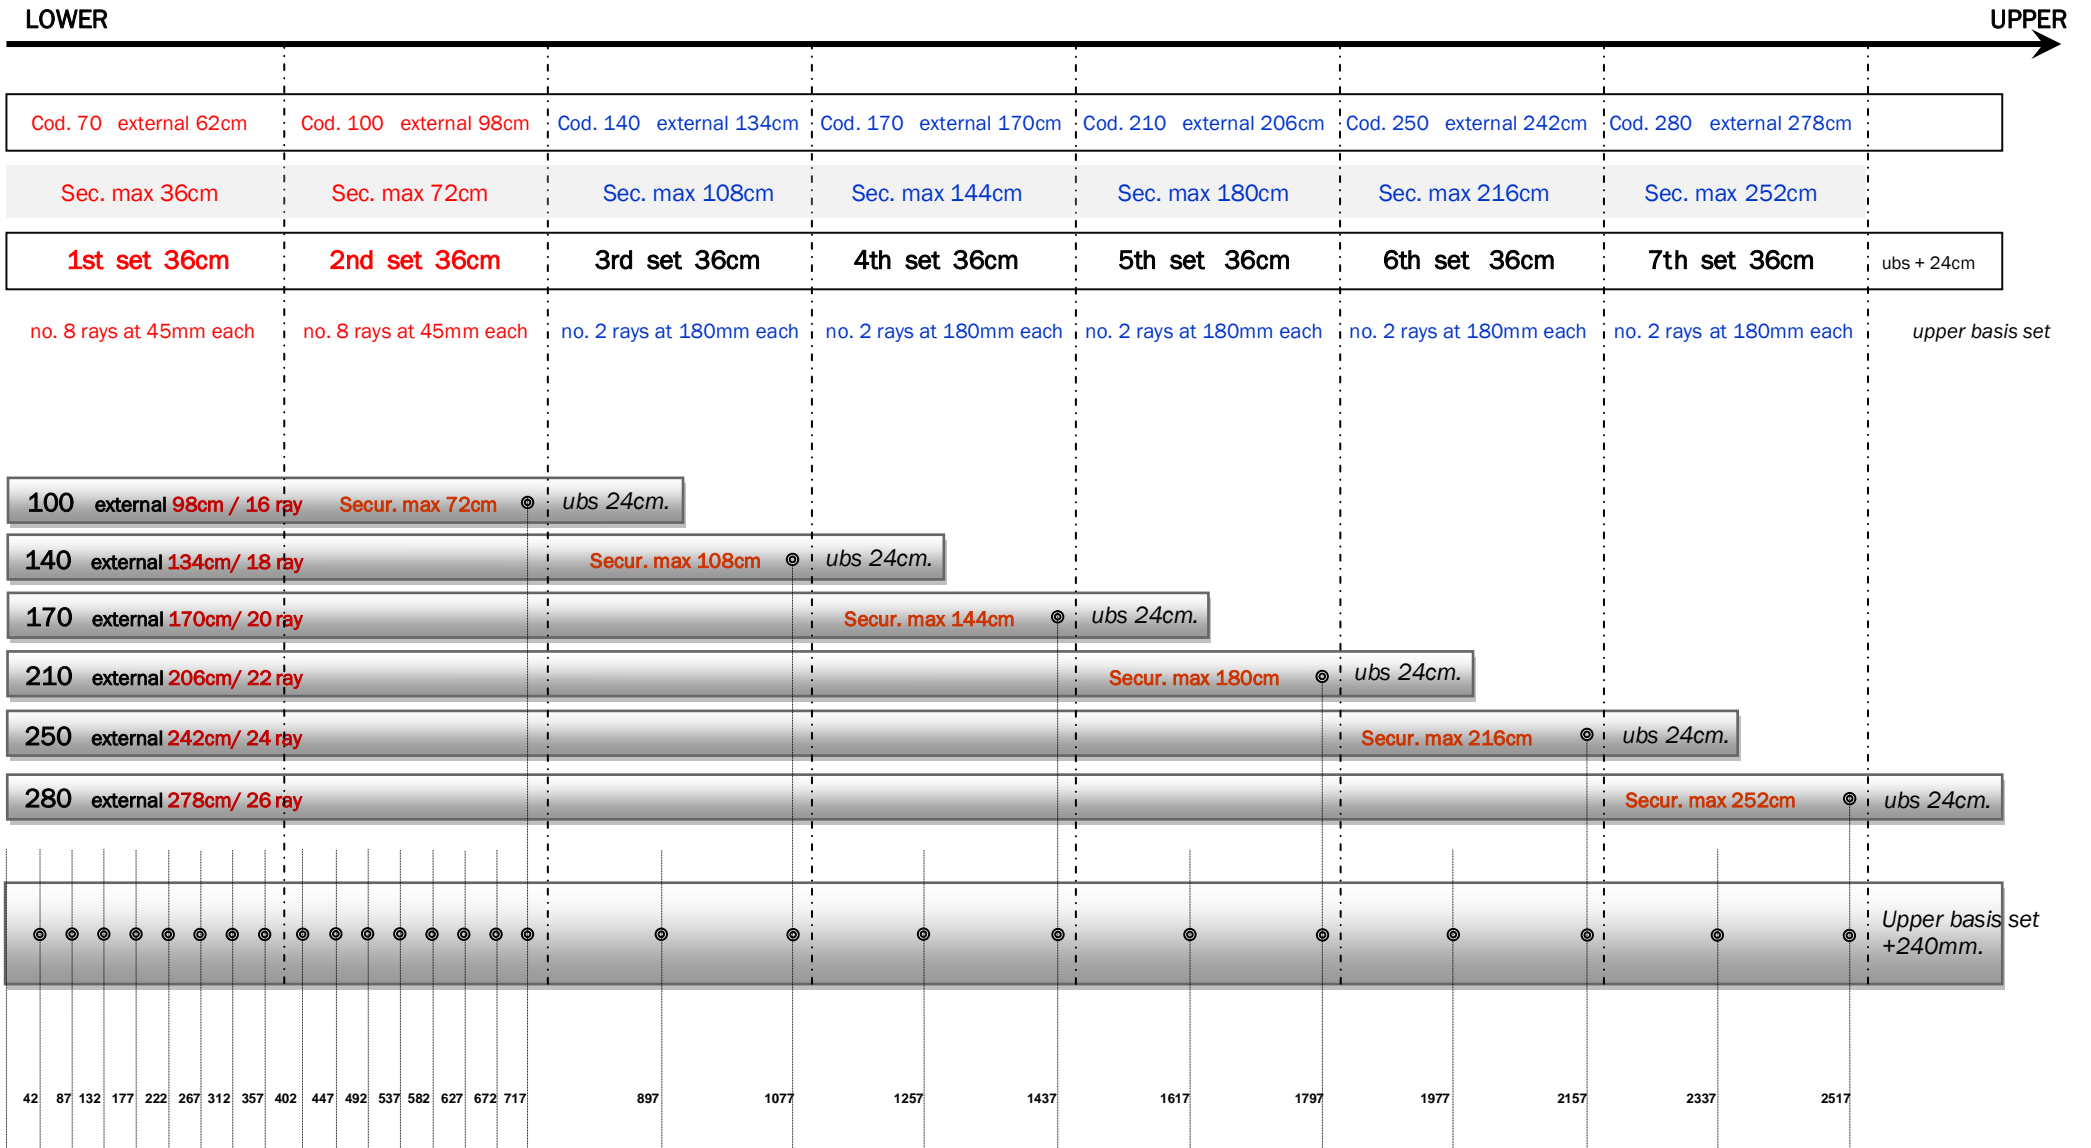 LOWER UPPER
Cod. 70 external 62cm Cod. 100 external 98cm Cod. 140 external 134cm Cod. 170 external 170cm Cod. 210 external 206cm Cod. 250 external 242cm Cod. 280 external 278cm
Sec. max 36cm Sec. max 72cm Sec. max 108cm Sec. max 144cm Sec. max 180cm Sec. max 216cm Sec. max 252cm
1st set 36cm 2nd set 36cm 3rd set 36cm 4th set 36cm 5th set 36cm 6th set 36cm 7th set 36cm ubs + 24cm
no. 8 rays at 45mm each no. 8 rays at 45mm each no. 2 rays at 180mm each no. 2 rays at 180mm each no. 2 rays at 180mm each no. 2 rays at 180mm each no. 2 rays at 180mm each upper basis set
100 external 98cm / 16 ray Secur. max 72cm ubs 24cm.
140 external 134cm/ 18 ray Secur. max 108cm ubs 24cm.
170 external 170cm/ 20 ray Secur. max 144cm ubs 24cm.
210 external 206cm/ 22 ray Secur. max 180cm ubs 24cm.
250 external 242cm/ 24 ray Secur. max 216cm ubs 24cm.
280 external 278cm/ 26 ray Secur. max 252cm ubs 24cm.
Upper basis set
+240mm.
42 87 132 177 222 267 312 357 402 447 492 537 582 627 672 717 897 1077 1257 1437 1617 1797 1977 2157 2337 2517